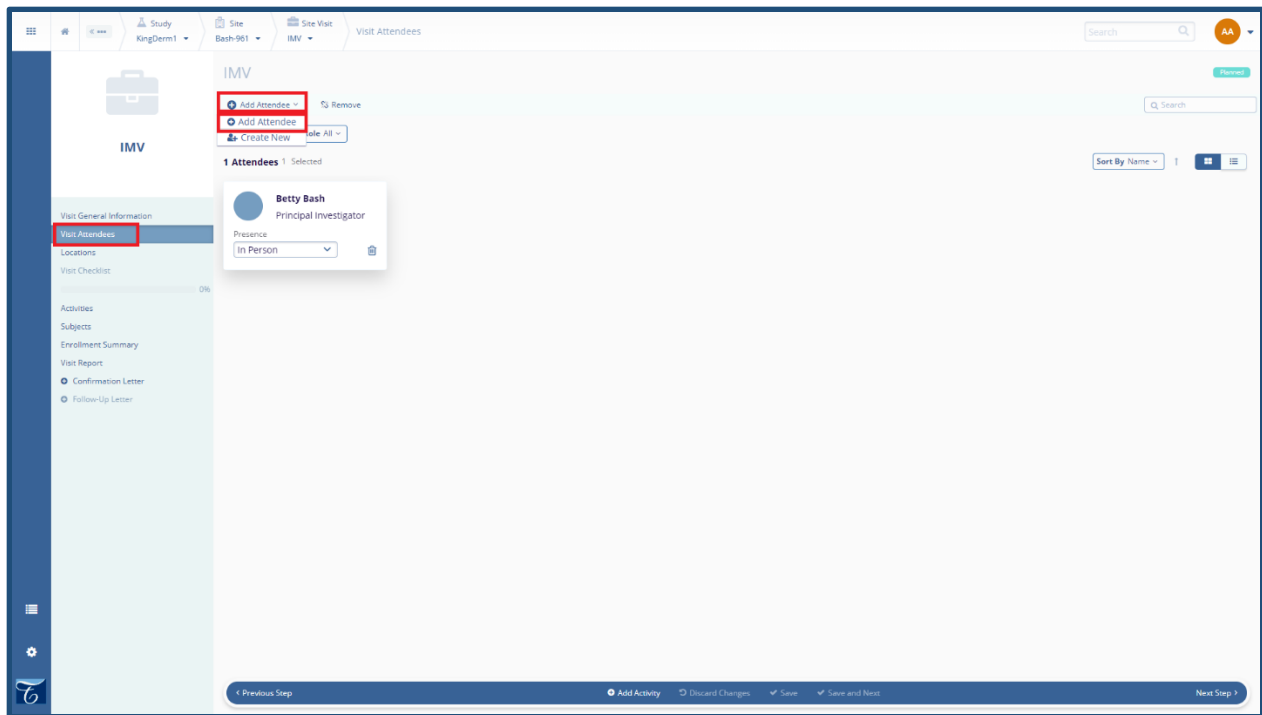 Study
KingDerm1
Site
Bash-961
Site Visit
IMV
Visit Attendees
Search
AA
IMV
Planned
Add Attendee
Remove
Search
Add Attendee
Create New
ole All
IMV
1 Attendees 1 Selected
Sort By Name
Betty Bash
Principal Investigator
Presence
In Person
Visit General Information
Visit Attendees
Locations
Visit Checklist
0%
Activities
Subjects
Enrollment Summary
Visit Report
Confirmation Letter
Follow-Up Letter
Previous Step
Add Activity
Discard Changes
Save
Save and Next
Next Step